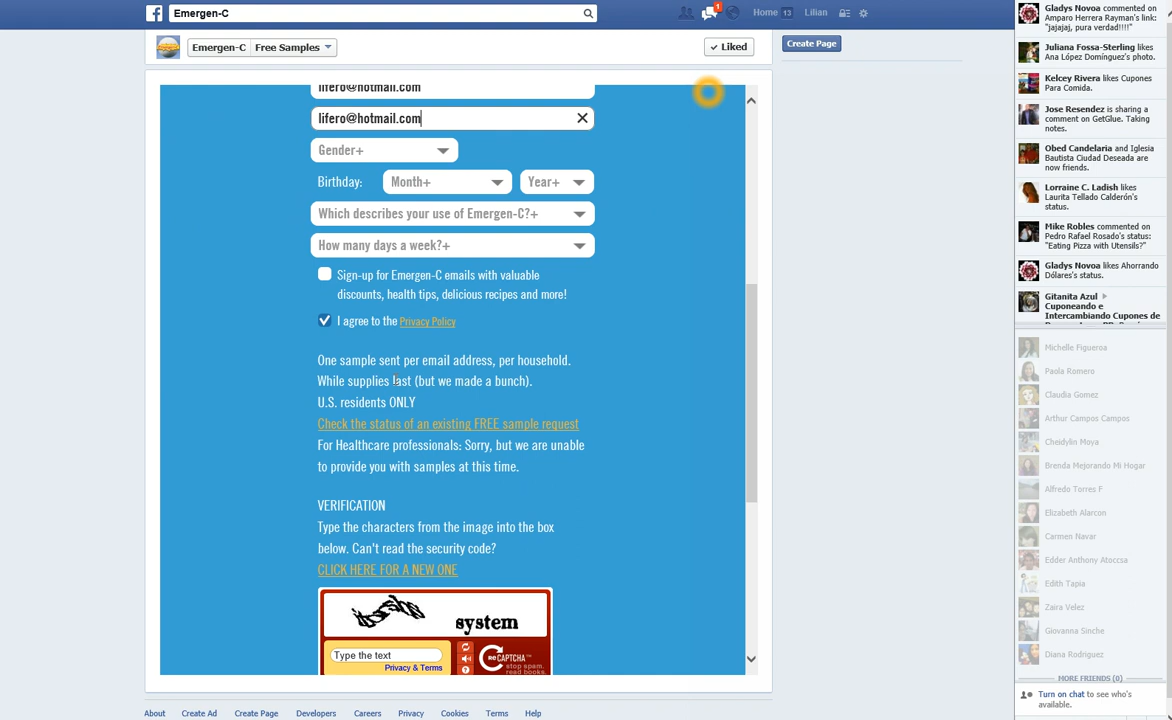 Emergen-C
1
Home 13 Lilian
Emergen-C Free Samples
✓ Liked
Create Page
lifero@hotmail.com
lifero@hotmail.com
Gender+
Birthday: Month+ Year+
Which describes your use of Emergen-C?+
How many days a week?+
Sign-up for Emergen-C emails with valuable
discounts, health tips, delicious recipes and more!
I agree to the Privacy Policy
One sample sent per email address, per household.
While supplies last (but we made a bunch).
U.S. residents ONLY
Check the status of an existing FREE sample request
For Healthcare professionals: Sorry, but we are unable
to provide you with samples at this time.
VERIFICATION
Type the characters from the image into the box
below. Can't read the security code?
CLICK HERE FOR A NEW ONE
system
Type the text
Privacy & Terms
reCAPTCHA
stop spam.
read books.
About Create Ad Create Page Developers Careers Privacy Cookies Terms Help
Gladys Novoa commented on
Amparo Herrera Rayman's link:
"jajajaj, pura verdad!!!!"
Juliana Fossa-Sterling likes
Ana López Domínguez's photo.
Kelcey Rivera likes Cupones
Para Comida.
Jose Resendez is sharing a
comment on GetGlue. Taking
notes.
Obed Candelaria and Iglesia
Bautista Ciudad Deseada are
now friends.
Lorraine C. Ladish likes
Laurita Tellado Calderón's
status.
Mike Robles commented on
Pedro Rafael Rosado's status:
"Eating Pizza with Utensils?"
Gladys Novoa likes Ahorrando
Dólares's status.
Gitanita Azul
Cuponeando e
Intercambiando Cupones de
Michelle Figueroa
Paola Romero
Claudia Gomez
Arthur Campos Campos
Cheidylin Moya
Brenda Mejorando Mi Hogar
Alfredo Torres F
Elizabeth Alarcon
Carmen Navar
Edder Anthony Atoccsa
Edith Tapia
Zaira Velez
Giovanna Sinche
Diana Rodriguez
MORE FRIENDS (0)
Turn on chat to see who's
available.